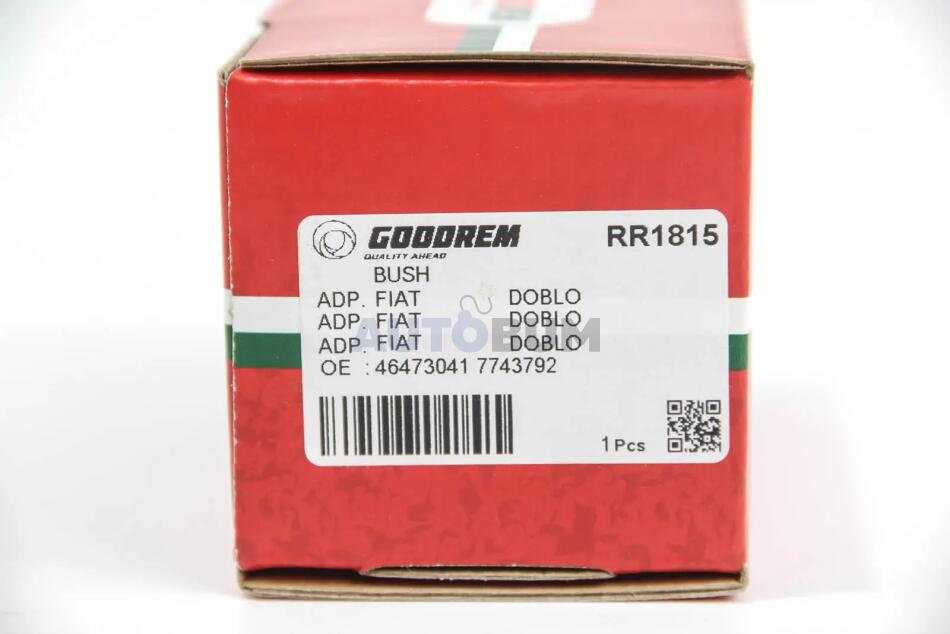 GOODREM RR1815
QUALITY AHEAD
BUSH
ADP. FIAT DOBLO
ADP. FIAT DOBLO
ADP. FIAT DOBLO
AUTOBUM
OE : 46473041 7743792
1 Pcs